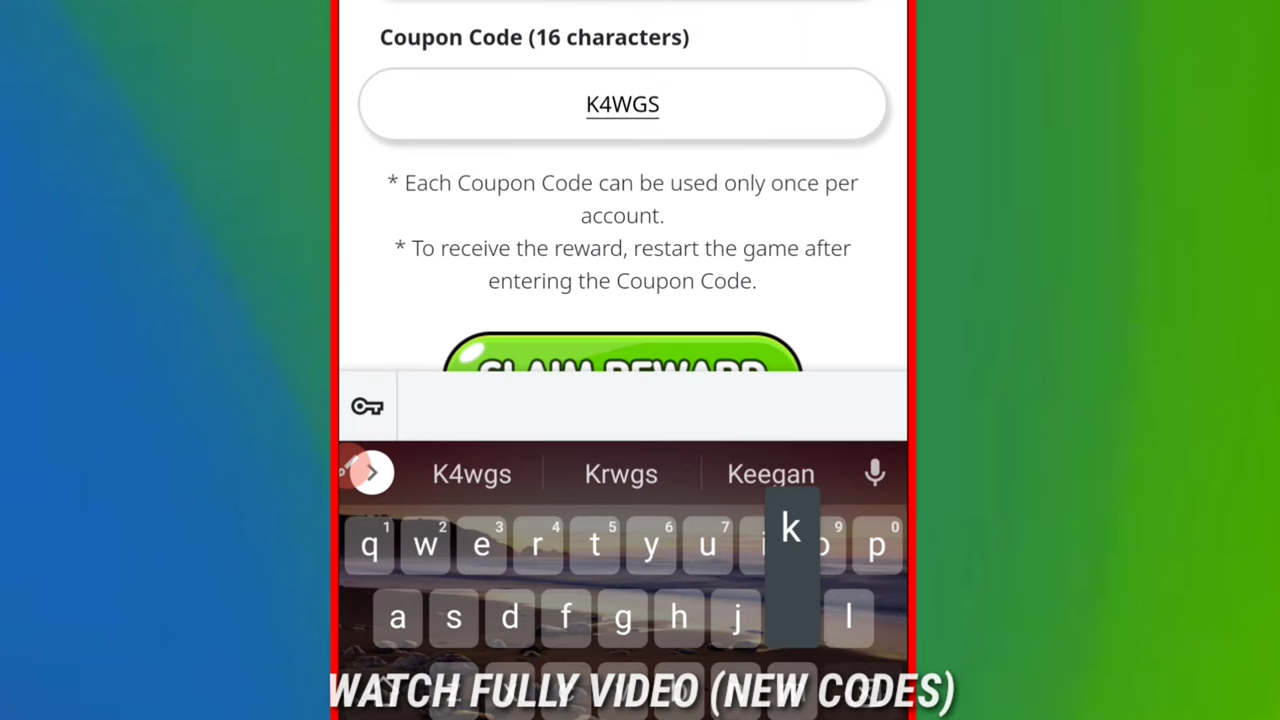 Coupon Code (16 characters)
K4WGS
* Each Coupon Code can be used only once per
account.
* To receive the reward, restart the game after
entering the Coupon Code.
CLAIM REWARD
K4wgs Krwgs Keegan
k
1 2 3 4 5 6 7 9 0
q w e r t y u i o p
a s d f g h j l
WATCH FULLY VIDEO (NEW CODES)